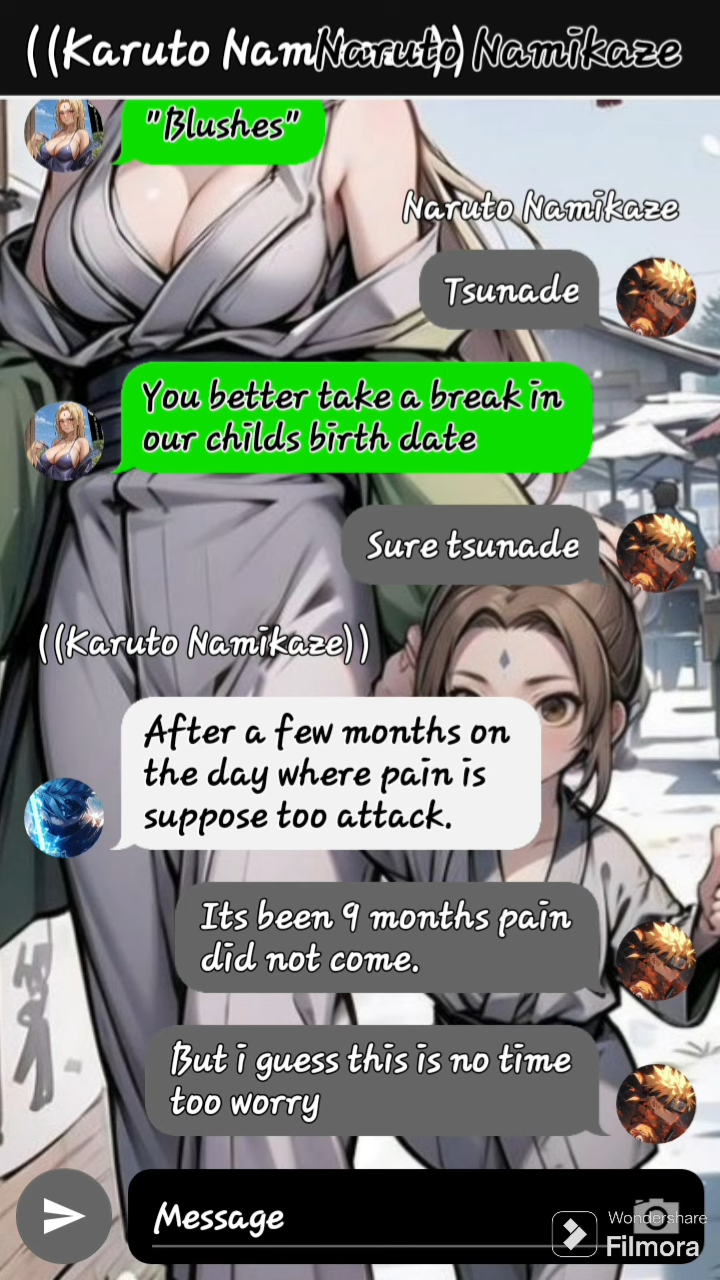 ((Karuto Nam Naruto)) Namikaze
"Blushes"
Naruto Namikaze
Tsunade
You better take a break in
our childs birth date
Sure tsunade
((Karuto Namikaze))
After a few months on
the day where pain is
suppose too attack.
Its been 9 months pain
did not come.
But i guess this is no time
too worry
Message
Wondershare
Filmora